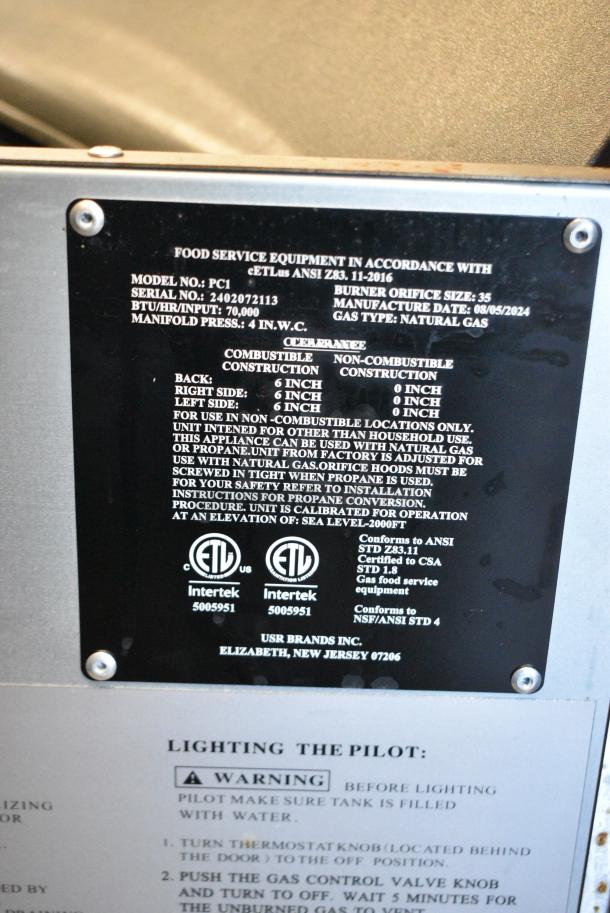 FOOD SERVICE EQUIPMENT IN ACCORDANCE WITH
cETLus ANSI Z83. 11-2016
MODEL NO.: PC1
SERIAL NO.: 2402072113
BTU/HR/INPUT: 70,000
MANIFOLD PRESS.: 4 IN.W.C.
BURNER ORIFICE SIZE: 35
MANUFACTURE DATE: 08/05/2024
GAS TYPE: NATURAL GAS
CLEARANCE
COMBUSTIBLE NON-COMBUSTIBLE
CONSTRUCTION CONSTRUCTION
BACK: 6 INCH 0 INCH
RIGHT SIDE: 6 INCH 0 INCH
LEFT SIDE: 6 INCH 0 INCH
FOR USE IN NON -COMBUSTIBLE LOCATIONS ONLY.
UNIT INTENED FOR OTHER THAN HOUSEHOLD USE.
THIS APPLIANCE CAN BE USED WITH NATURAL GAS
OR PROPANE.UNIT FROM FACTORY IS ADJUSTED FOR
USE WITH NATURAL GAS.ORIFICE HOODS MUST BE
SCREWED IN TIGHT WHEN PROPANE IS USED.
FOR YOUR SAFETY REFER TO INSTALLATION
INSTRUCTIONS FOR PROPANE CONVERSION.
PROCEDURE. UNIT IS CALIBRATED FOR OPERATION
AT AN ELEVATION OF: SEA LEVEL-2000FT
C ETL US
LISTED
Intertek
5005951
ETL
SANITATION LISTED
Intertek
5005951
Conforms to ANSI
STD Z83.11
Certified to CSA
STD 1.8
Gas food service
equipment
Conforms to
NSF/ANSI STD 4
USR BRANDS INC.
ELIZABETH, NEW JERSEY 07206
LIGHTING THE PILOT:
WARNING BEFORE LIGHTING
PILOT MAKE SURE TANK IS FILLED
WITH WATER.
1. TURN THERMOSTAT KNOB (LOCATED BEHIND
THE DOOR ) TO THE OFF POSITION.
2. PUSH THE GAS CONTROL VALVE KNOB
AND TURN TO OFF. WAIT 5 MINUTES FOR
THE UNBURNED GAS TO VENT.
IZING
OR
ED BY
DRAINING